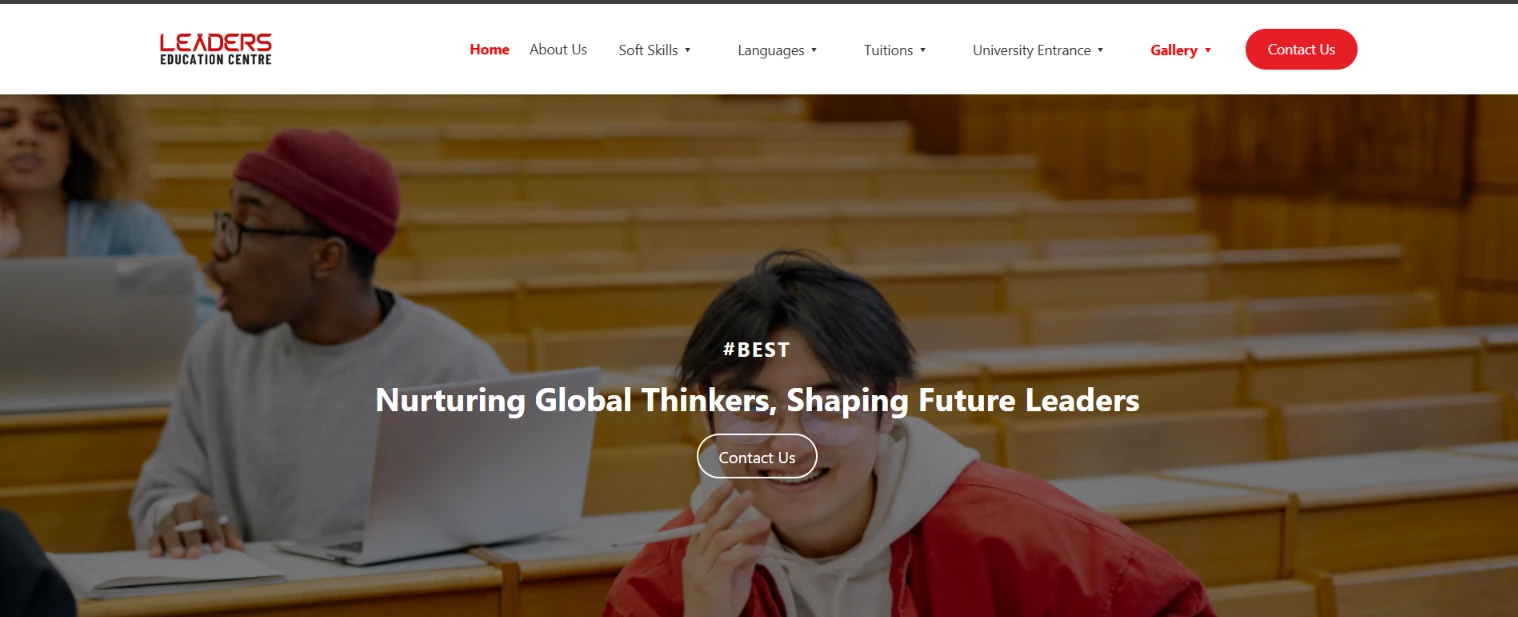 LEADERS
EDUCATION CENTRE
Home About Us Soft Skills Languages Tuitions University Entrance Gallery Contact Us
#BEST
Nurturing Global Thinkers, Shaping Future Leaders
Contact Us